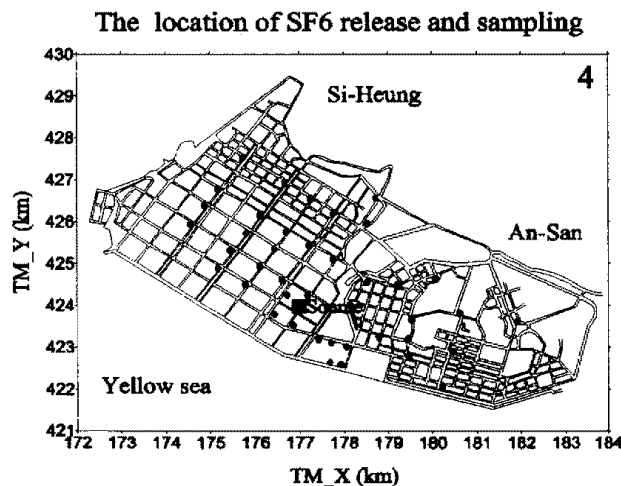 The location of SF6 release and sampling
430
429
428
427
426
425
424
423
422
421
TM_Y (km)
4
Si-Heung
An-San
Source
Yellow sea
172 173 174 175 176 177 178 179 180 181 182 183 184
TM_X (km)